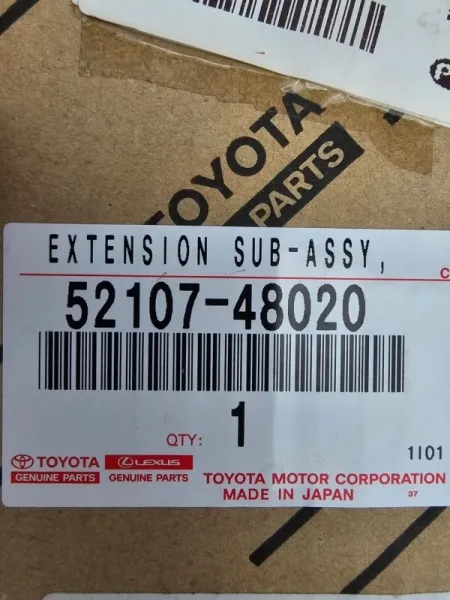 TOYOTA
PARTS
EXTENSION SUB-ASSY,
C
52107-48020
QTY: 1
1I01
TOYOTA LEXUS
GENUINE PARTS GENUINE PARTS
TOYOTA MOTOR CORPORATION
MADE IN JAPAN 37